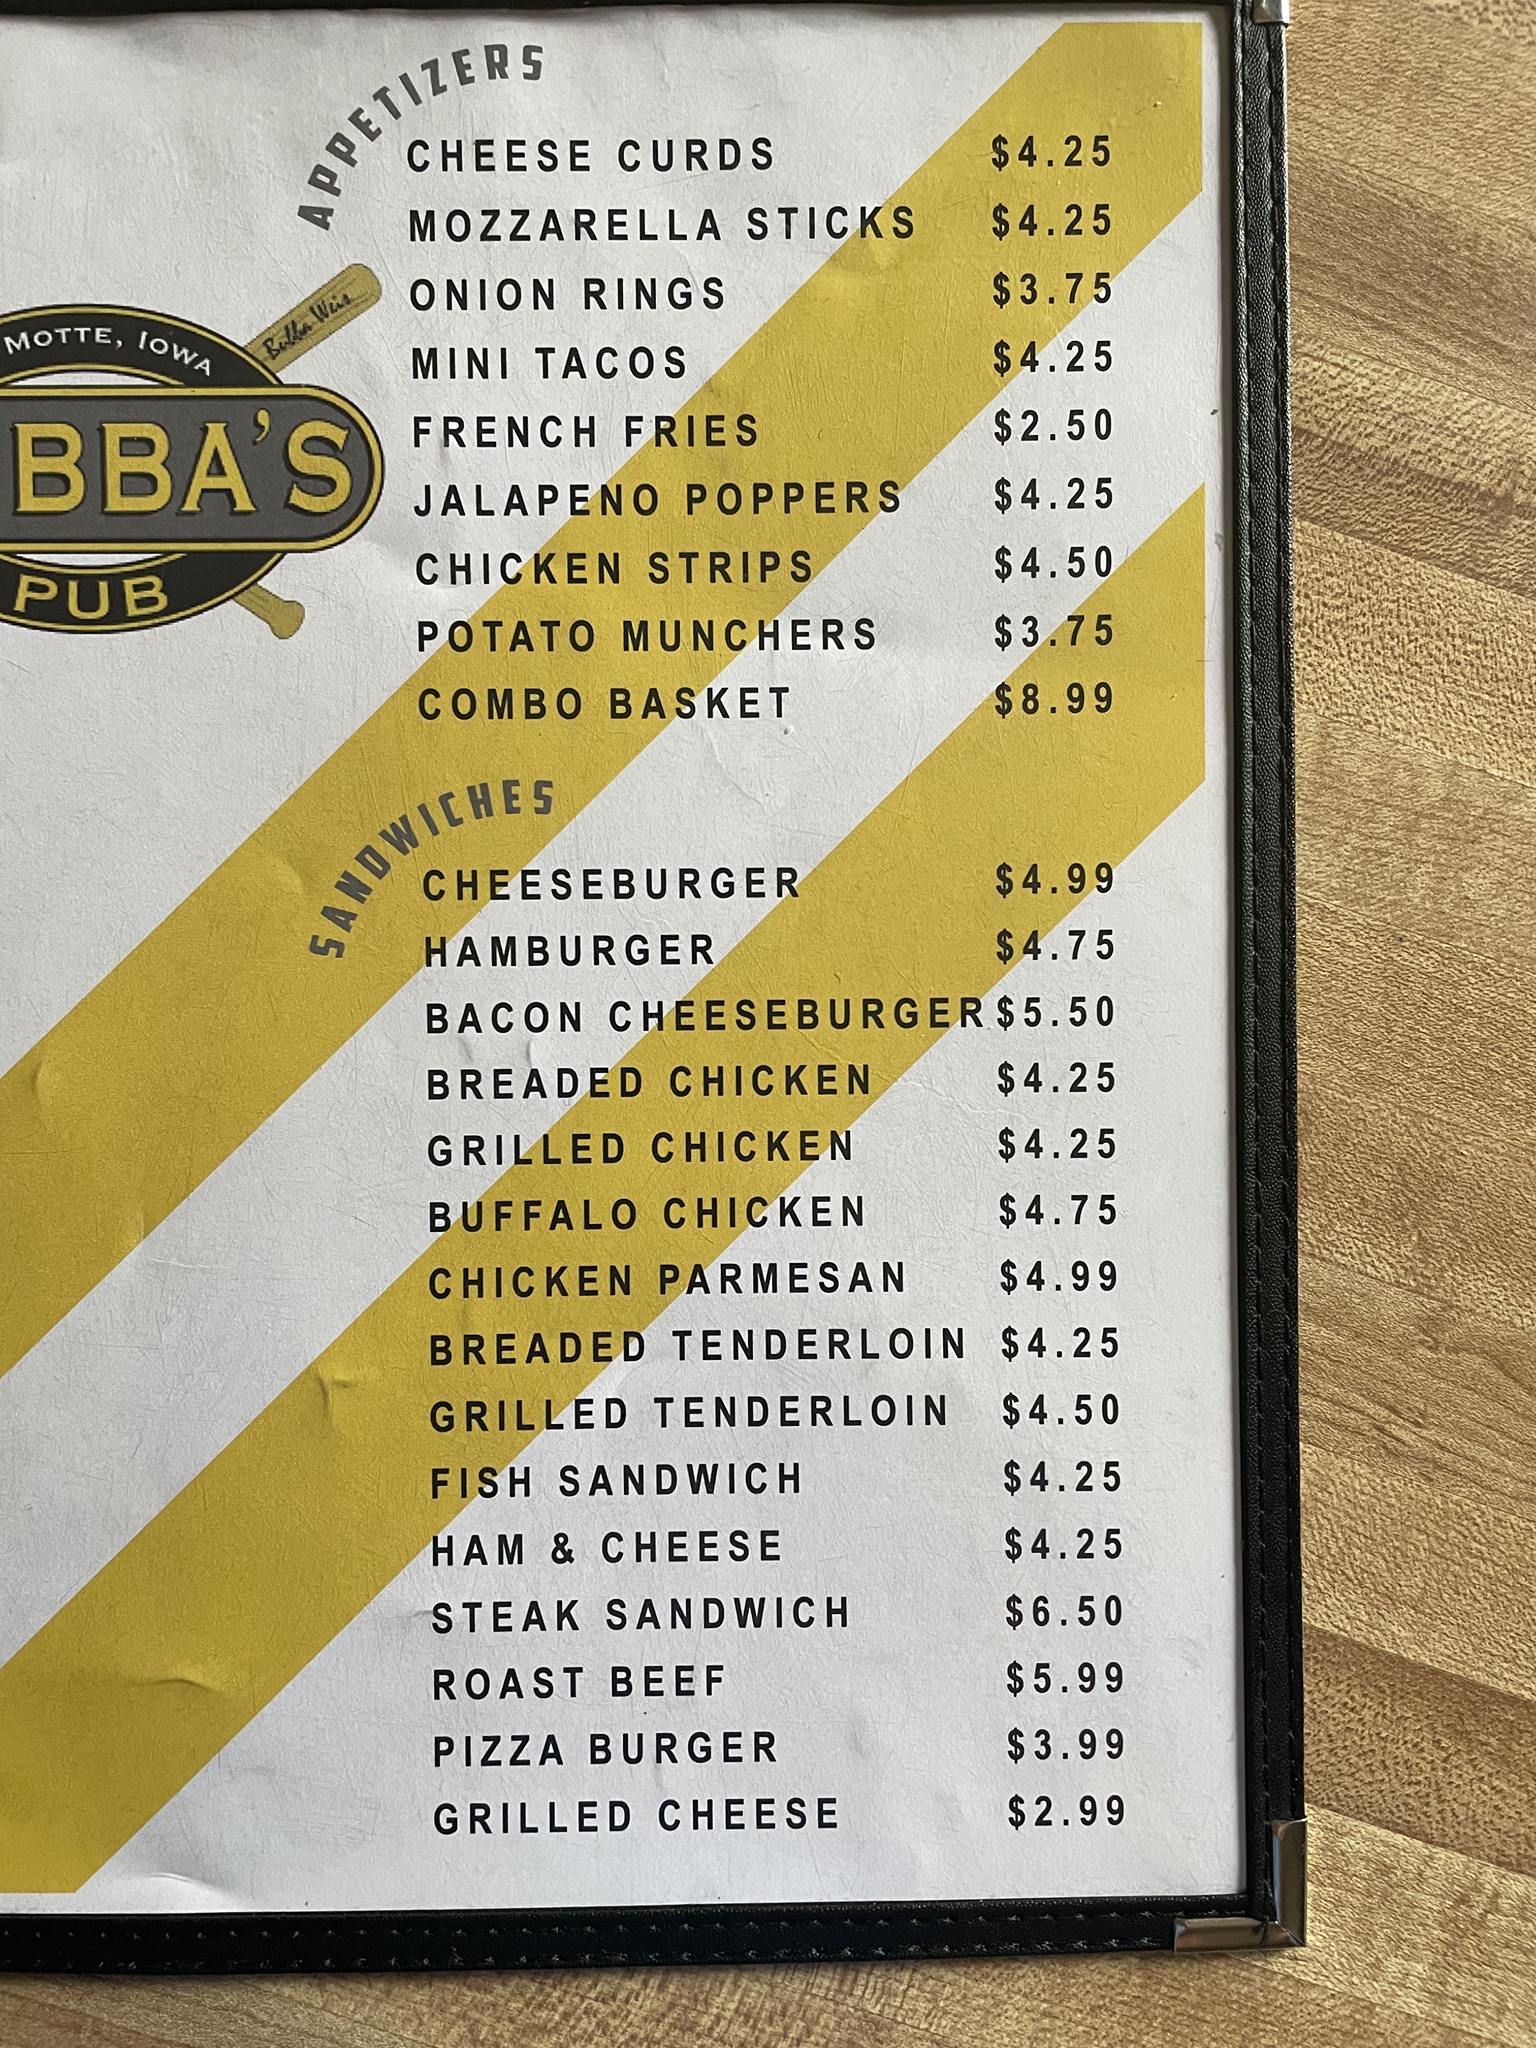 APPETIZERS
CHEESE CURDS $4.25
MOZZARELLA STICKS $4.25
ONION RINGS $3.75
MINI TACOS $4.25
FRENCH FRIES $2.50
JALAPENO POPPERS $4.25
CHICKEN STRIPS $4.50
POTATO MUNCHERS $3.75
COMBO BASKET $8.99
Bubba Weis
MOTTE, IOWA
BBA'S
PUB
SANDWICHES
CHEESEBURGER $4.99
HAMBURGER $4.75
BACON CHEESEBURGER $5.50
BREADED CHICKEN $4.25
GRILLED CHICKEN $4.25
BUFFALO CHICKEN $4.75
CHICKEN PARMESAN $4.99
BREADED TENDERLOIN $4.25
GRILLED TENDERLOIN $4.50
FISH SANDWICH $4.25
HAM & CHEESE $4.25
STEAK SANDWICH $6.50
ROAST BEEF $5.99
PIZZA BURGER $3.99
GRILLED CHEESE $2.99